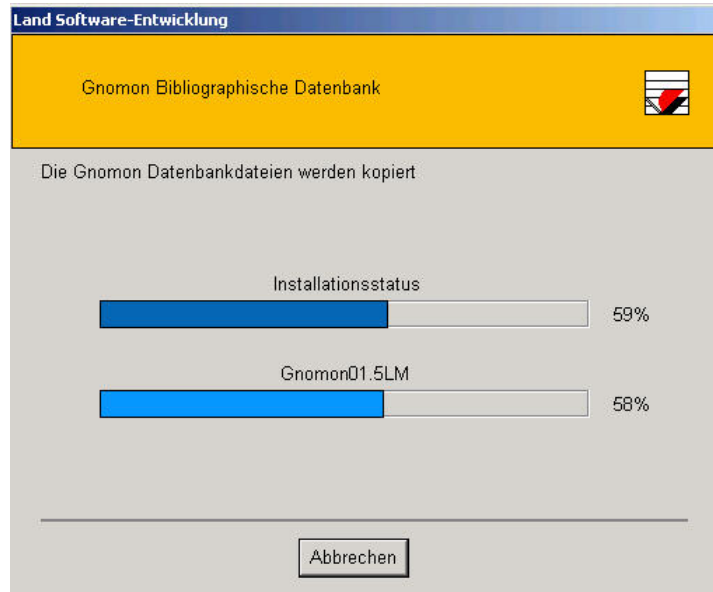 Land Software-Entwicklung
Gnomon Bibliographische Datenbank
Die Gnomon Datenbankdateien werden kopiert
Installationsstatus
59%
Gnomon01.5LM
58%
Abbrechen